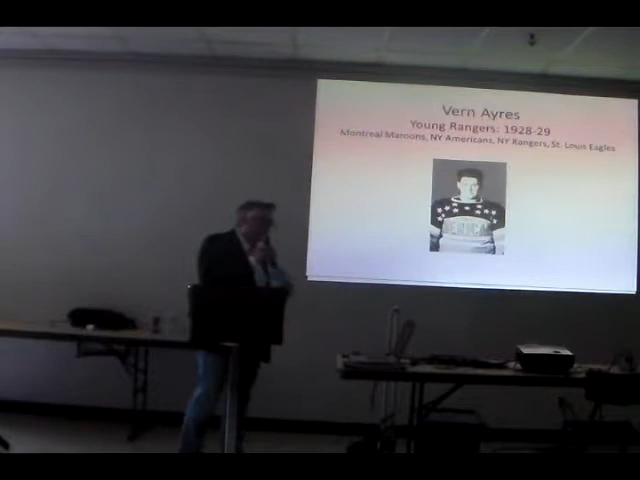 Vern Ayres
Young Rangers: 1928-29
Montreal Maroons, NY Americans, NY Rangers, St. Louis Eagles